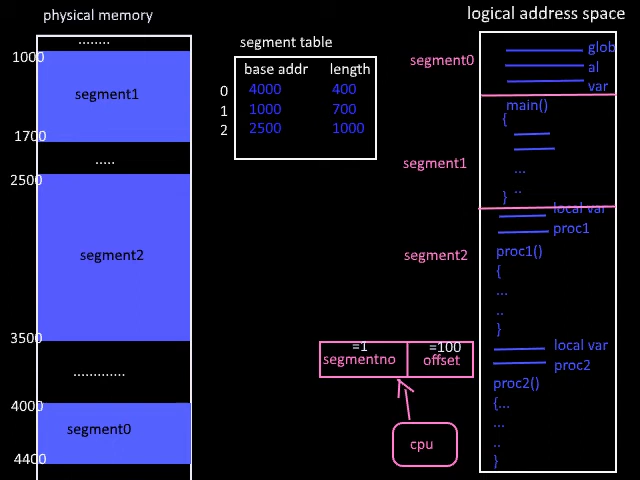 physical memory
........
1000
segment1
1700
.....
2500
segment2
3500
.............
4000
segment0
4400
segment table
base addr length
0 4000 400
1 1000 700
2 2500 1000
=1 =100
segmentno offset
cpu
logical address space
segment0
glob
al
var
segment1
main()
{
...
..
}
segment2
local var
proc1
proc1()
{
...
..
}
local var
proc2
proc2()
{...
...
..
}